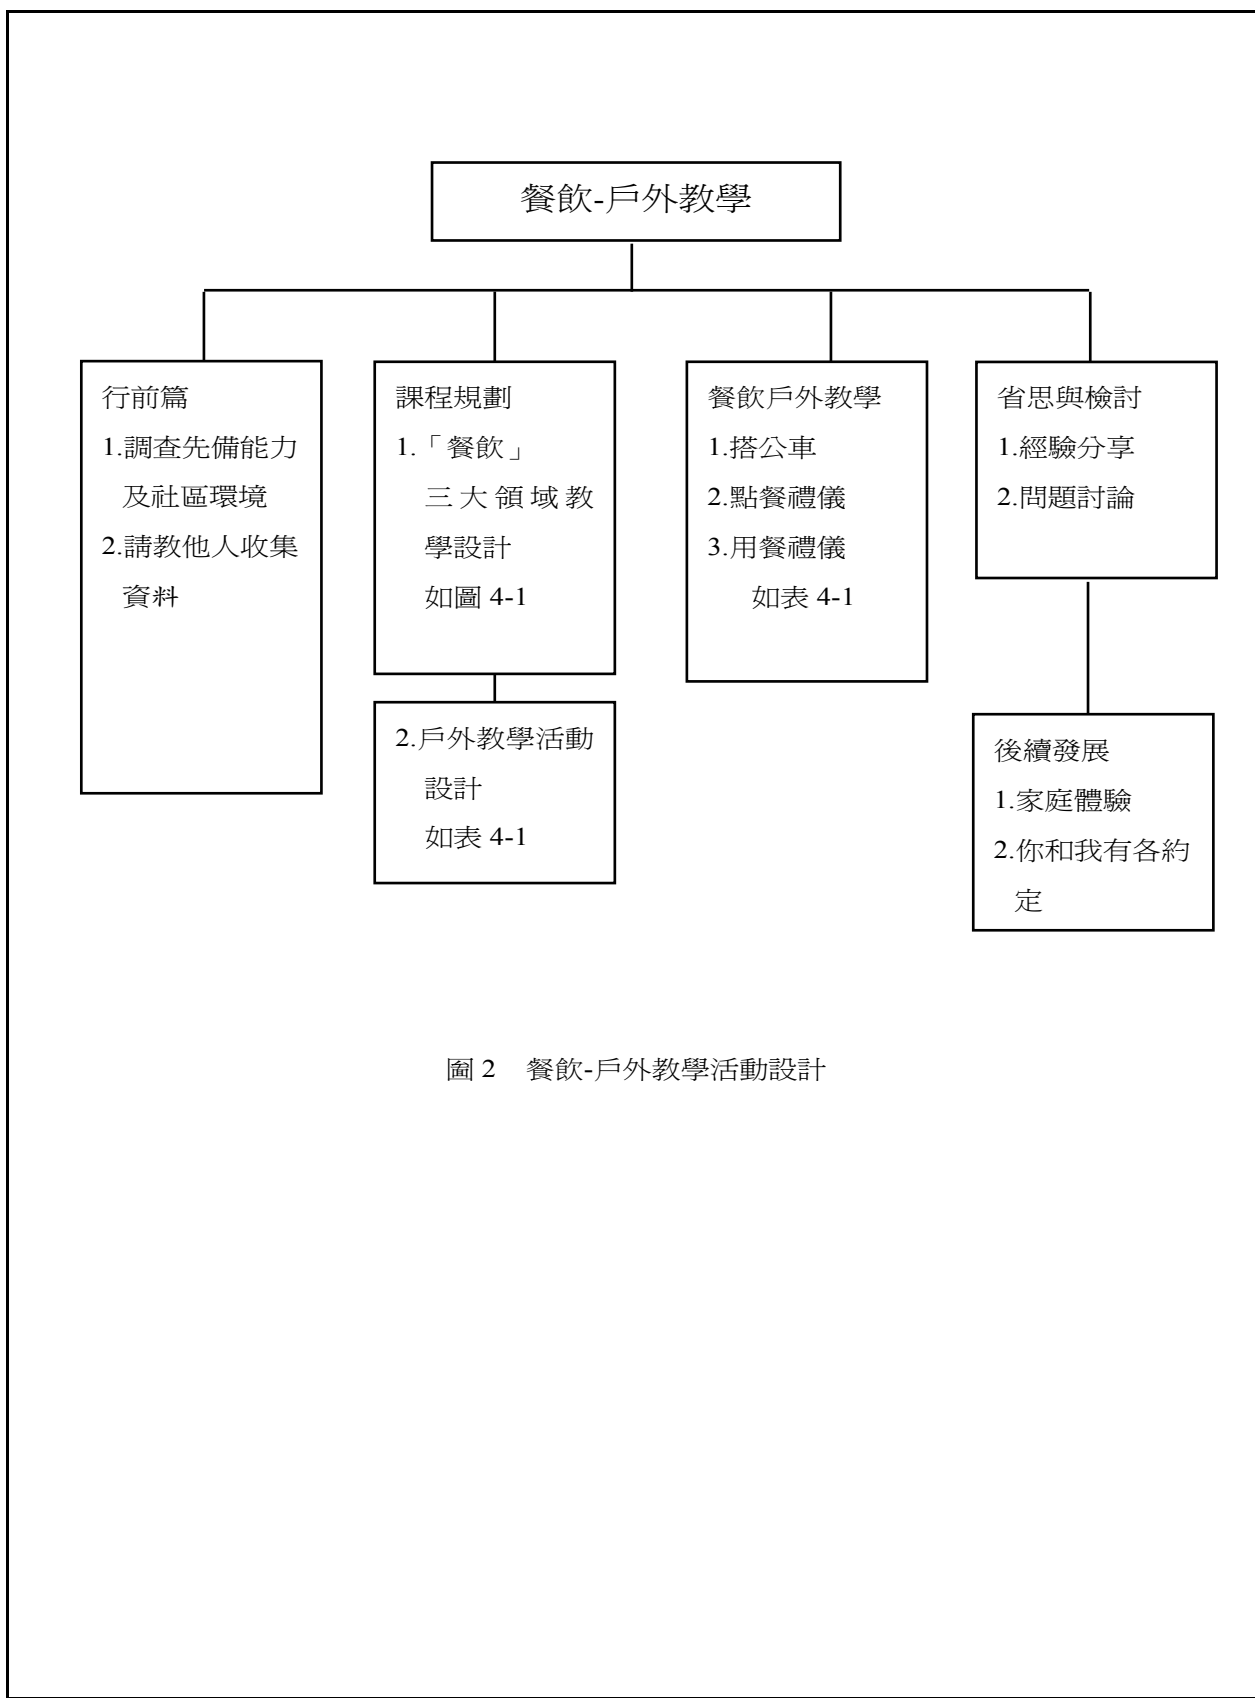 餐飲-戶外教學
行前篇
1.調查先備能力
及社區環境
2.請教他人收集
資料
課程規劃
1.「餐飲」
三大領域教
學設計
如圖 4-1
2.戶外教學活動
設計
如表 4-1
餐飲戶外教學
1.搭公車
2.點餐禮儀
3.用餐禮儀
如表 4-1
省思與檢討
1.經驗分享
2.問題討論
後續發展
1.家庭體驗
2.你和我有各約
定
圖 2 餐飲-戶外教學活動設計